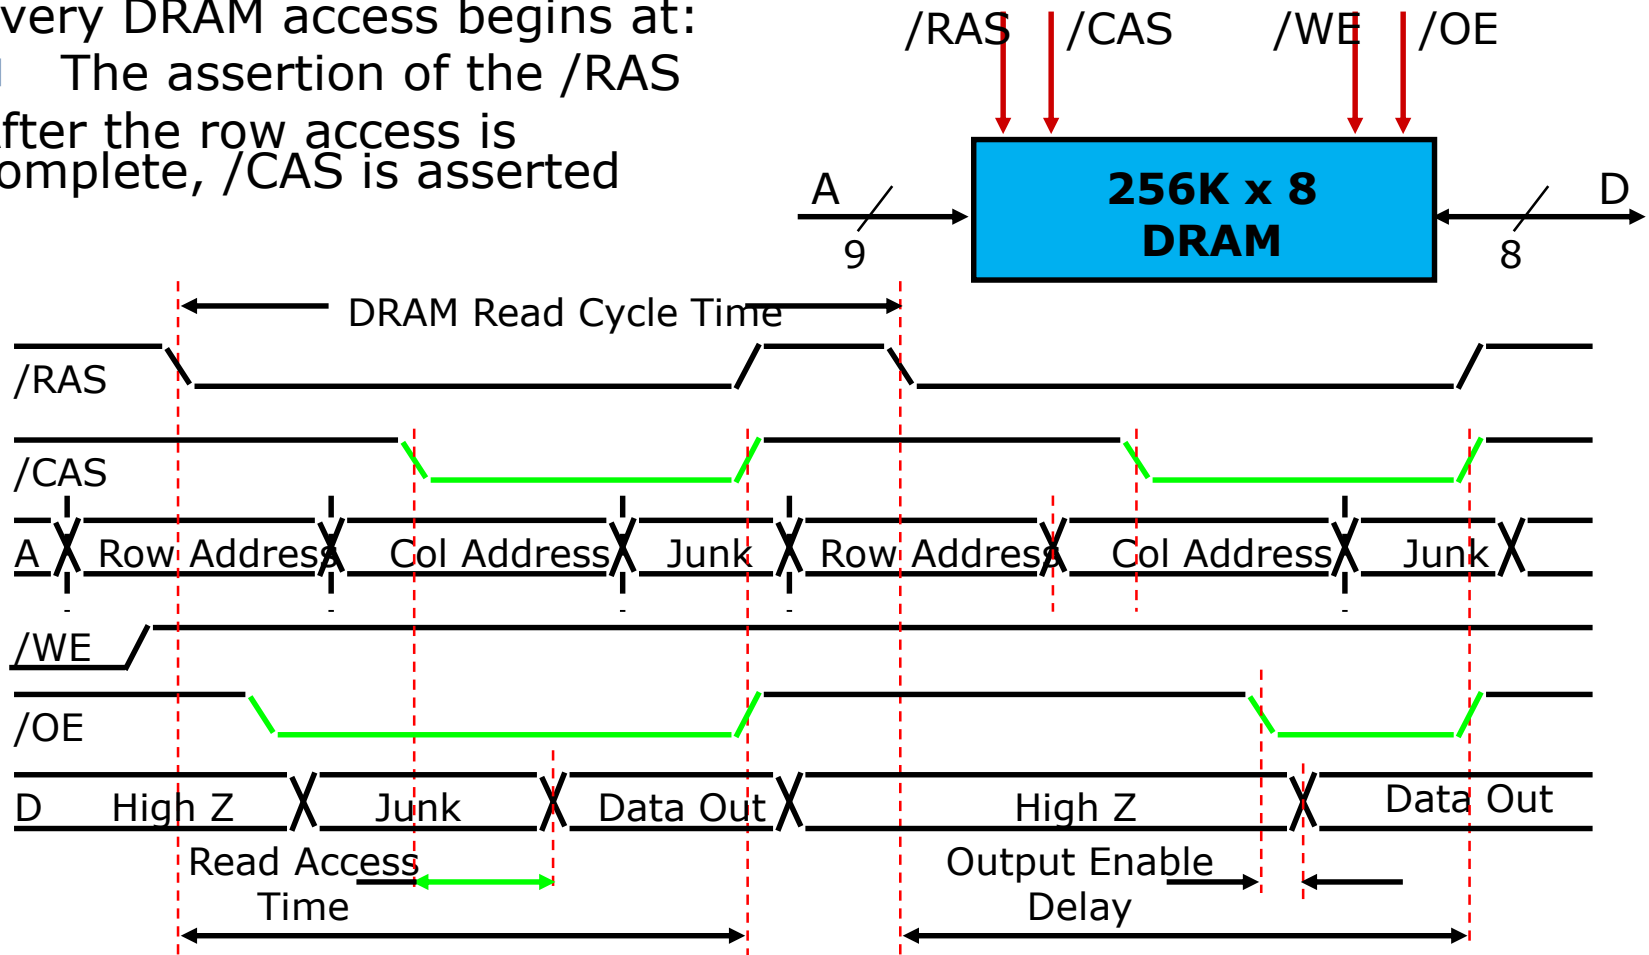 very DRAM access begins at:
The assertion of the /RAS
fter the row access is
omplete, /CAS is asserted
/RAS /CAS /WE /OE
A
9
256K x 8
DRAM
D
8
DRAM Read Cycle Time
/RAS
/CAS
A Row Address Col Address Junk Row Address Col Address Junk
/WE
/OE
D High Z Junk Data Out High Z Data Out
Read Access
Time
Output Enable
Delay